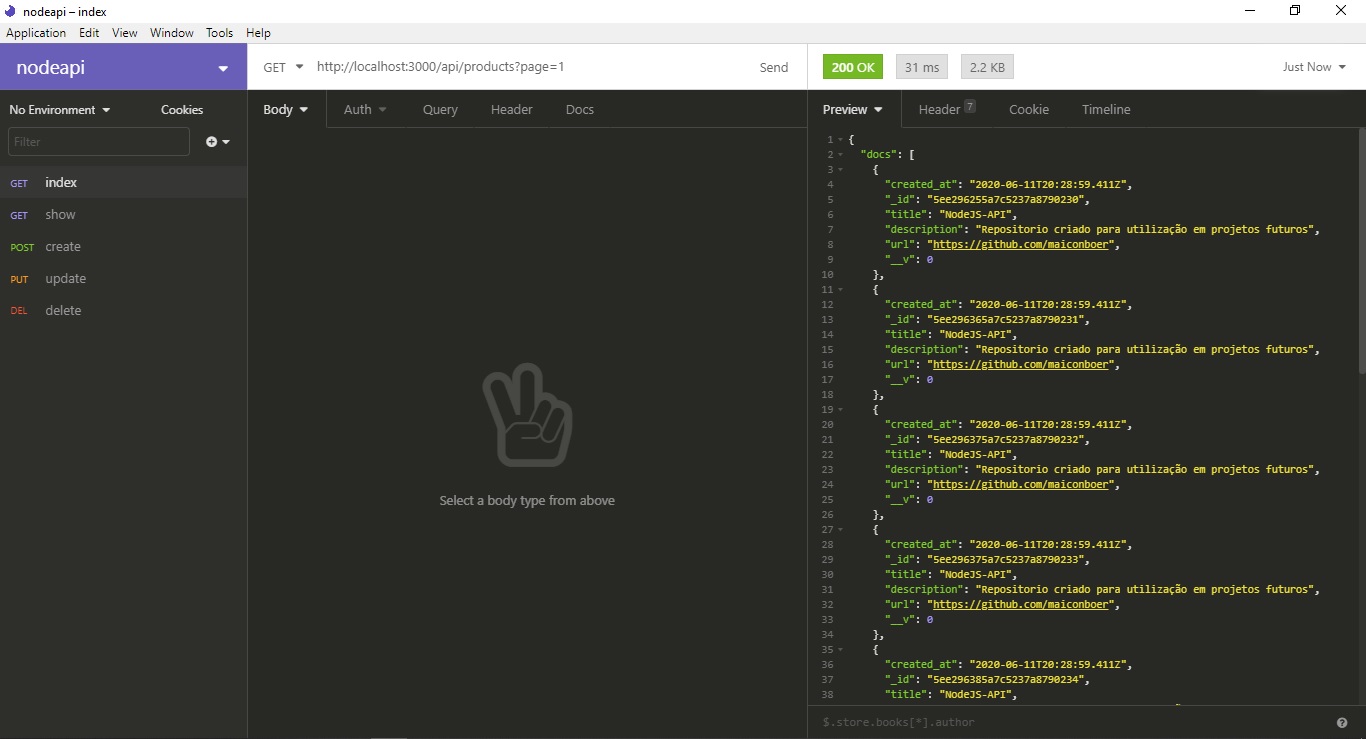 nodeapi – index
Application Edit View Window Tools Help
nodeapi
GET http://localhost:3000/api/products?page=1 Send
200 OK 31 ms 2.2 KB Just Now
No Environment Cookies
Body Auth Query Header Docs
Preview Header 7 Cookie Timeline
Filter
GET index
GET show
POST create
PUT update
DEL delete
Select a body type from above
1 {
2 "docs": [
3 {
4 "created_at": "2020-06-11T20:28:59.411Z",
5 "_id": "5ee296255a7c5237a8790230",
6 "title": "NodeJS-API",
7 "description": "Repositorio criado para utilização em projetos futuros",
8 "url": "https://github.com/maiconboer",
9 "__v": 0
10 },
11 {
12 "created_at": "2020-06-11T20:28:59.411Z",
13 "_id": "5ee296365a7c5237a8790231",
14 "title": "NodeJS-API",
15 "description": "Repositorio criado para utilização em projetos futuros",
16 "url": "https://github.com/maiconboer",
17 "__v": 0
18 },
19 {
20 "created_at": "2020-06-11T20:28:59.411Z",
21 "_id": "5ee296375a7c5237a8790232",
22 "title": "NodeJS-API",
23 "description": "Repositorio criado para utilização em projetos futuros",
24 "url": "https://github.com/maiconboer",
25 "__v": 0
26 },
27 {
28 "created_at": "2020-06-11T20:28:59.411Z",
29 "_id": "5ee296375a7c5237a8790233",
30 "title": "NodeJS-API",
31 "description": "Repositorio criado para utilização em projetos futuros",
32 "url": "https://github.com/maiconboer",
33 "__v": 0
34 },
35 {
36 "created_at": "2020-06-11T20:28:59.411Z",
37 "_id": "5ee296385a7c5237a8790234",
38 "title": "NodeJS-API",
$.store.books[*].author